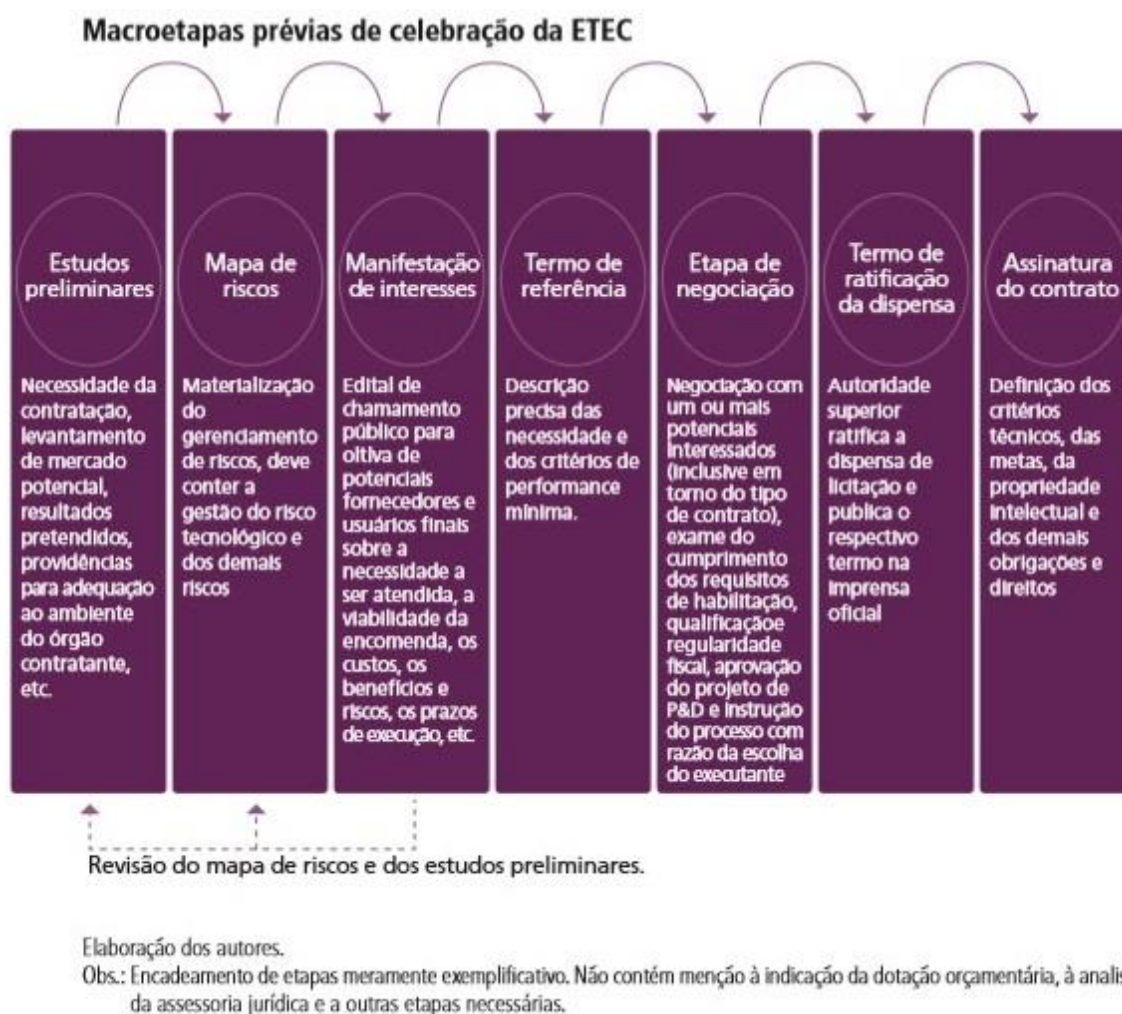 Macroetapas prévias de celebração da ETEC
Estudos
preliminares
Necessidade da
contratação,
levantamento
de mercado
potencial,
resultados
pretendidos,
providências
para adequação
ao ambiente
do órgão
contratante,
etc.
Mapa de
riscos
Materialização
do
gerenciamento
de riscos, deve
conter a
gestão do risco
tecnológico e
dos demais
riscos
Manifestação
de interesses
Edital de
chamamento
público para
oitiva de
potenciais
fornecedores e
usuários finais
sobre a
necessidade a
ser atendida, a
viabilidade da
encomenda, os
custos, os
benefícios e
riscos, os prazos
de execução, etc.
Termo de
referência
Descrição
precisa das
necessidade e
dos critérios de
performance
mínima.
Etapa de
negociação
Negociação com
um ou mais
potenciais
interessados
(inclusive em
torno do tipo
de contrato),
exame do
cumprimento
dos requisitos
de habilitação,
qualificaçãoe
regularidade
fiscal, aprovação
do projeto de
P&D e instrução
do processo com
razão da escolha
do executante
Termo de
ratificação
da dispensa
Autoridade
superior
ratifica a
dispensa de
licitação e
publica o
respectivo
termo na
imprensa
oficial
Assinatura
do contrato
Definição dos
critérios
técnicos, das
metas, da
propriedade
intelectual e
dos demais
obrigações e
direitos
Revisão do mapa de riscos e dos estudos preliminares.
Elaboração dos autores.
Obs.: Encadeamento de etapas meramente exemplificativo. Não contém menção à indicação da dotação orçamentária, à analis
da assessoria jurídica e a outras etapas necessárias.